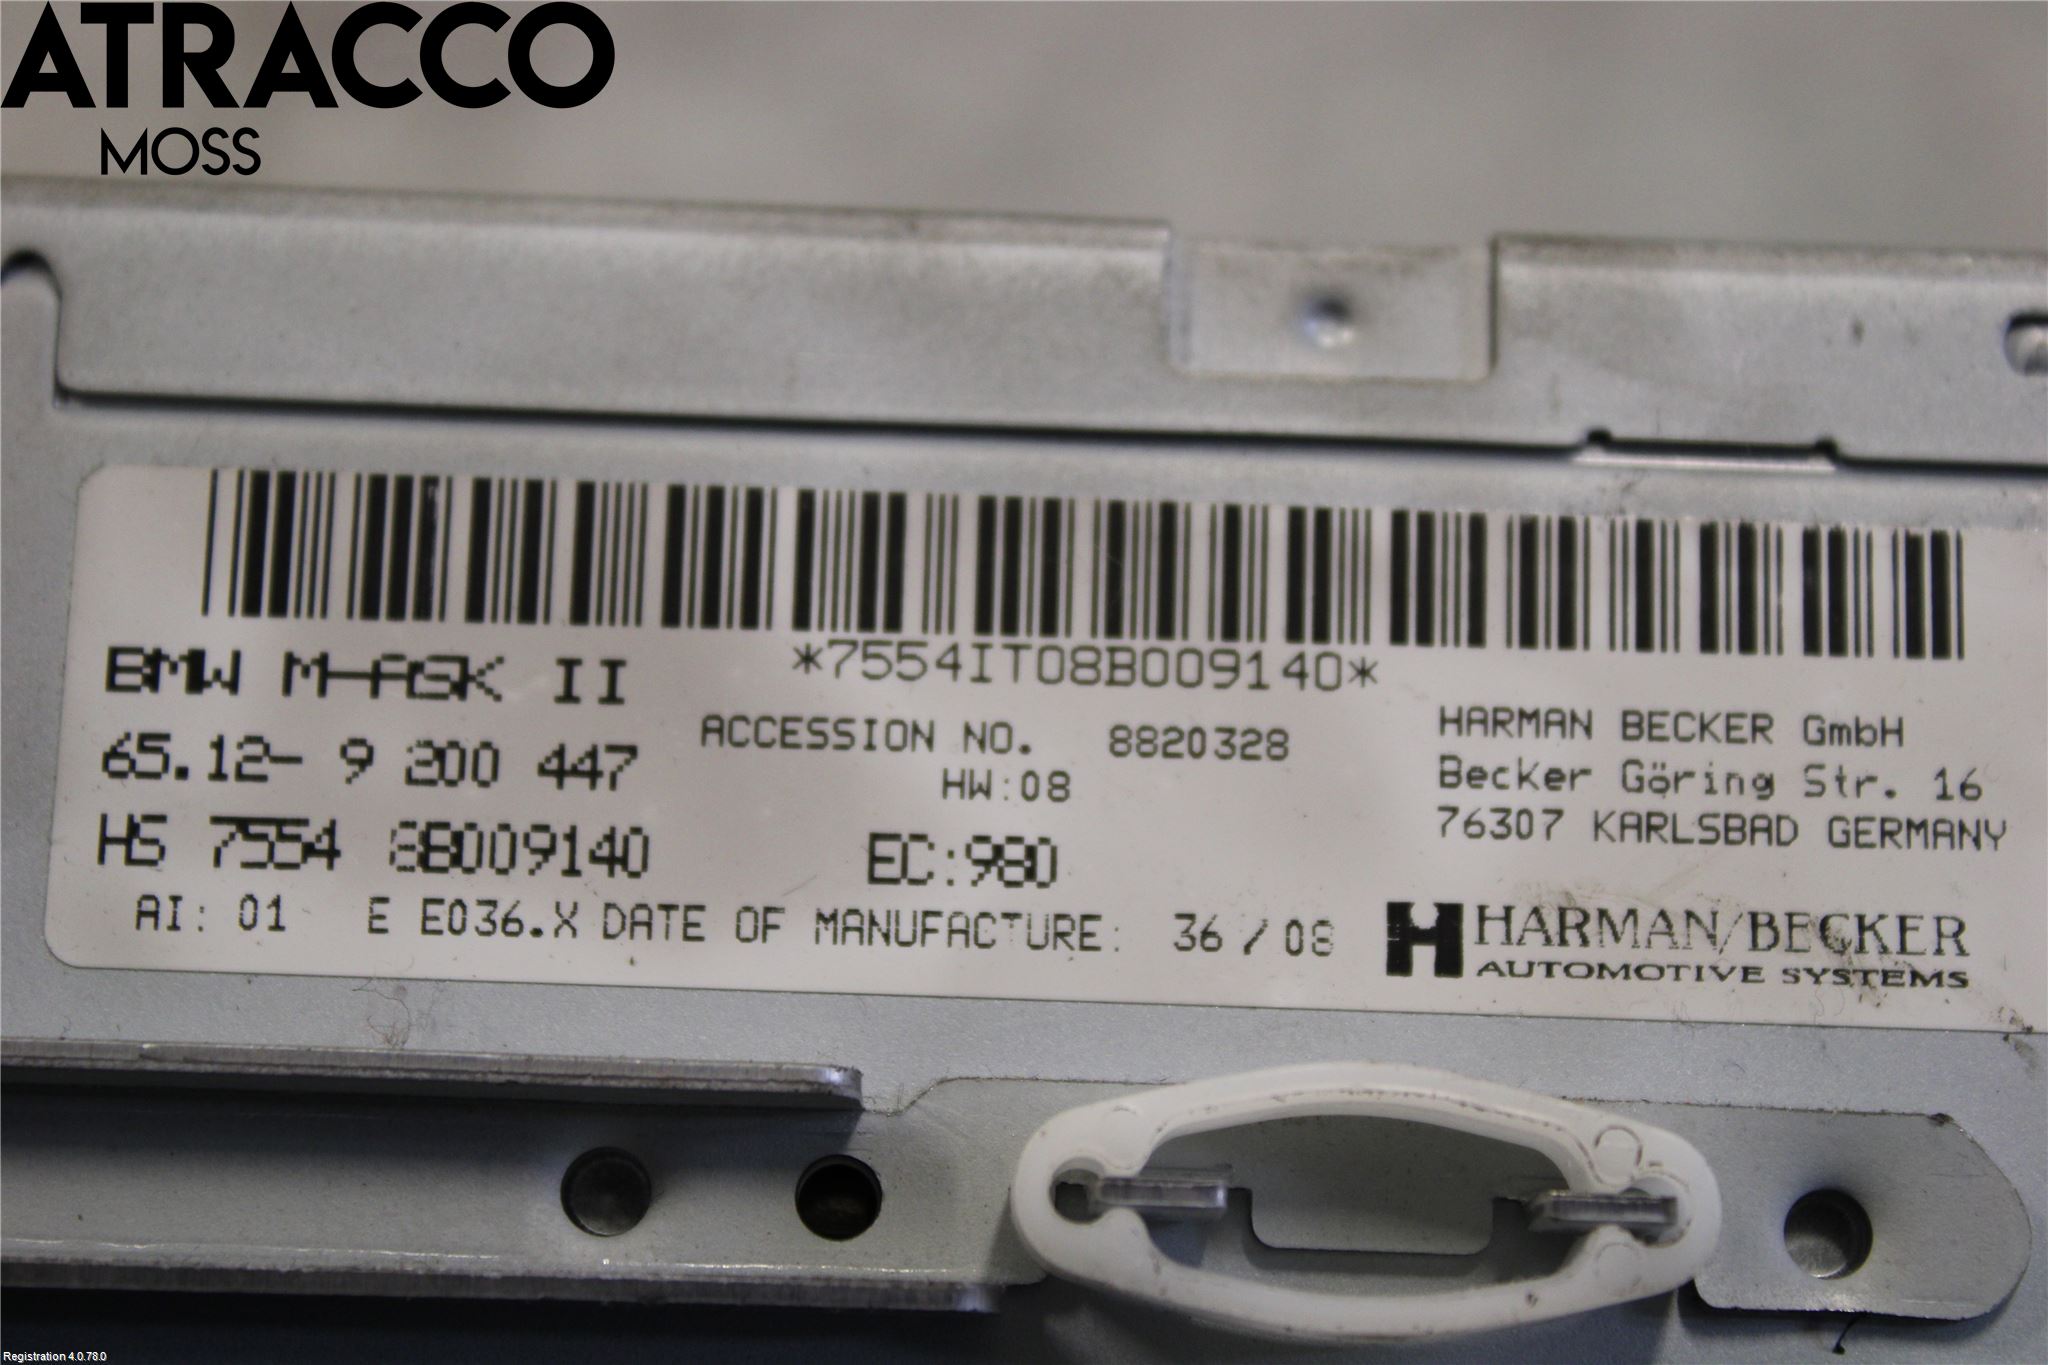 ATRACCO
MOSS
*7554IT08B009140*
BMW M-ASK II
65.12- 9 200 447
HS 7554 8B009140
ACCESSION NO. 8820328
HW:08
EC:980
AI: 01 E E036.X DATE OF MANUFACTURE: 36 / 08
HARMAN BECKER GmbH
Becker Göring Str. 16
76307 KARLSBAD GERMANY
HARMAN/BECKER
AUTOMOTIVE SYSTEMS
Registration 4.0.78.0